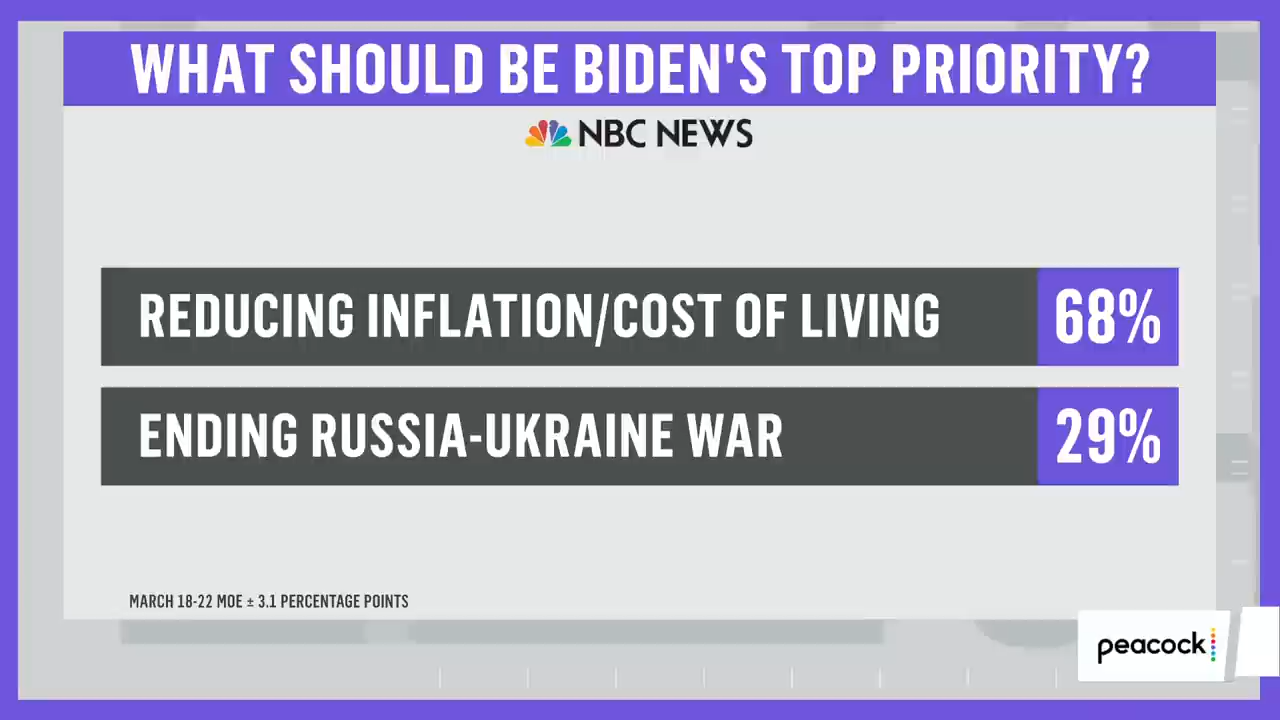 WHAT SHOULD BE BIDEN'S TOP PRIORITY?
NBC NEWS
REDUCING INFLATION/COST OF LIVING 68%
ENDING RUSSIA-UKRAINE WAR 29%
MARCH 18-22 MOE ± 3.1 PERCENTAGE POINTS
peacock